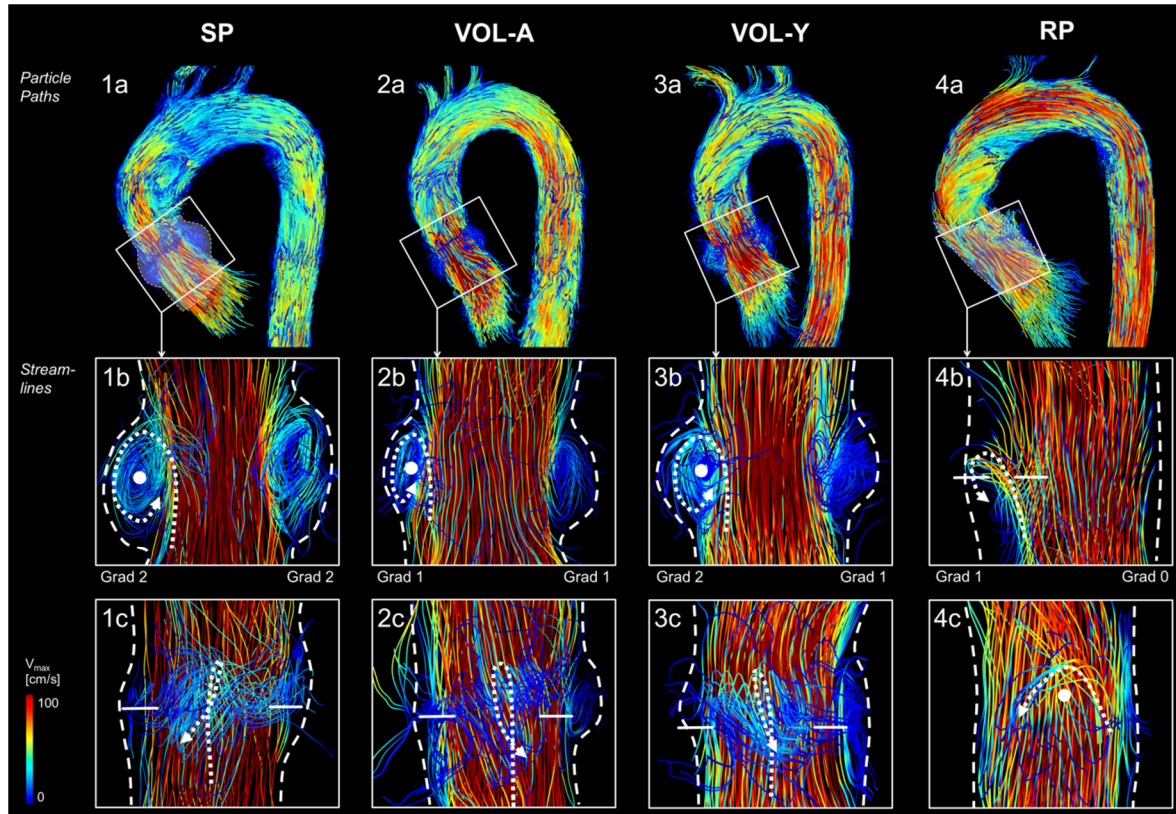 SP VOL-A VOL-Y RP
Particle
Paths
1a 2a 3a 4a
Stream-
lines
1b 2b 3b 4b
Grad 2 Grad 2 Grad 1 Grad 1 Grad 2 Grad 1 Grad 1 Grad 0
1c 2c 3c 4c
Vmax
[cm/s]
100
0